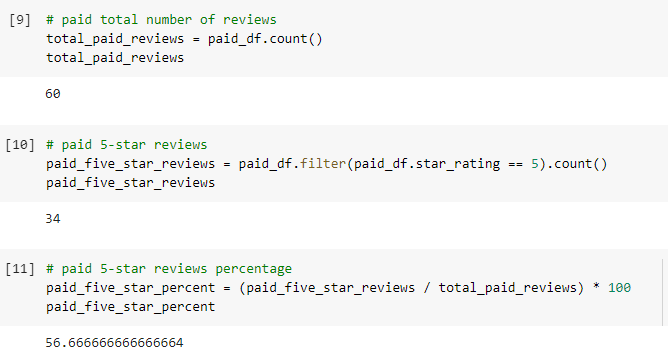 [9] # paid total number of reviews
total_paid_reviews = paid_df.count()
total_paid_reviews
60
[10] # paid 5-star reviews
paid_five_star_reviews = paid_df.filter(paid_df.star_rating == 5).count()
paid_five_star_reviews
34
[11] # paid 5-star reviews percentage
paid_five_star_percent = (paid_five_star_reviews / total_paid_reviews) * 100
paid_five_star_percent
56.666666666666664